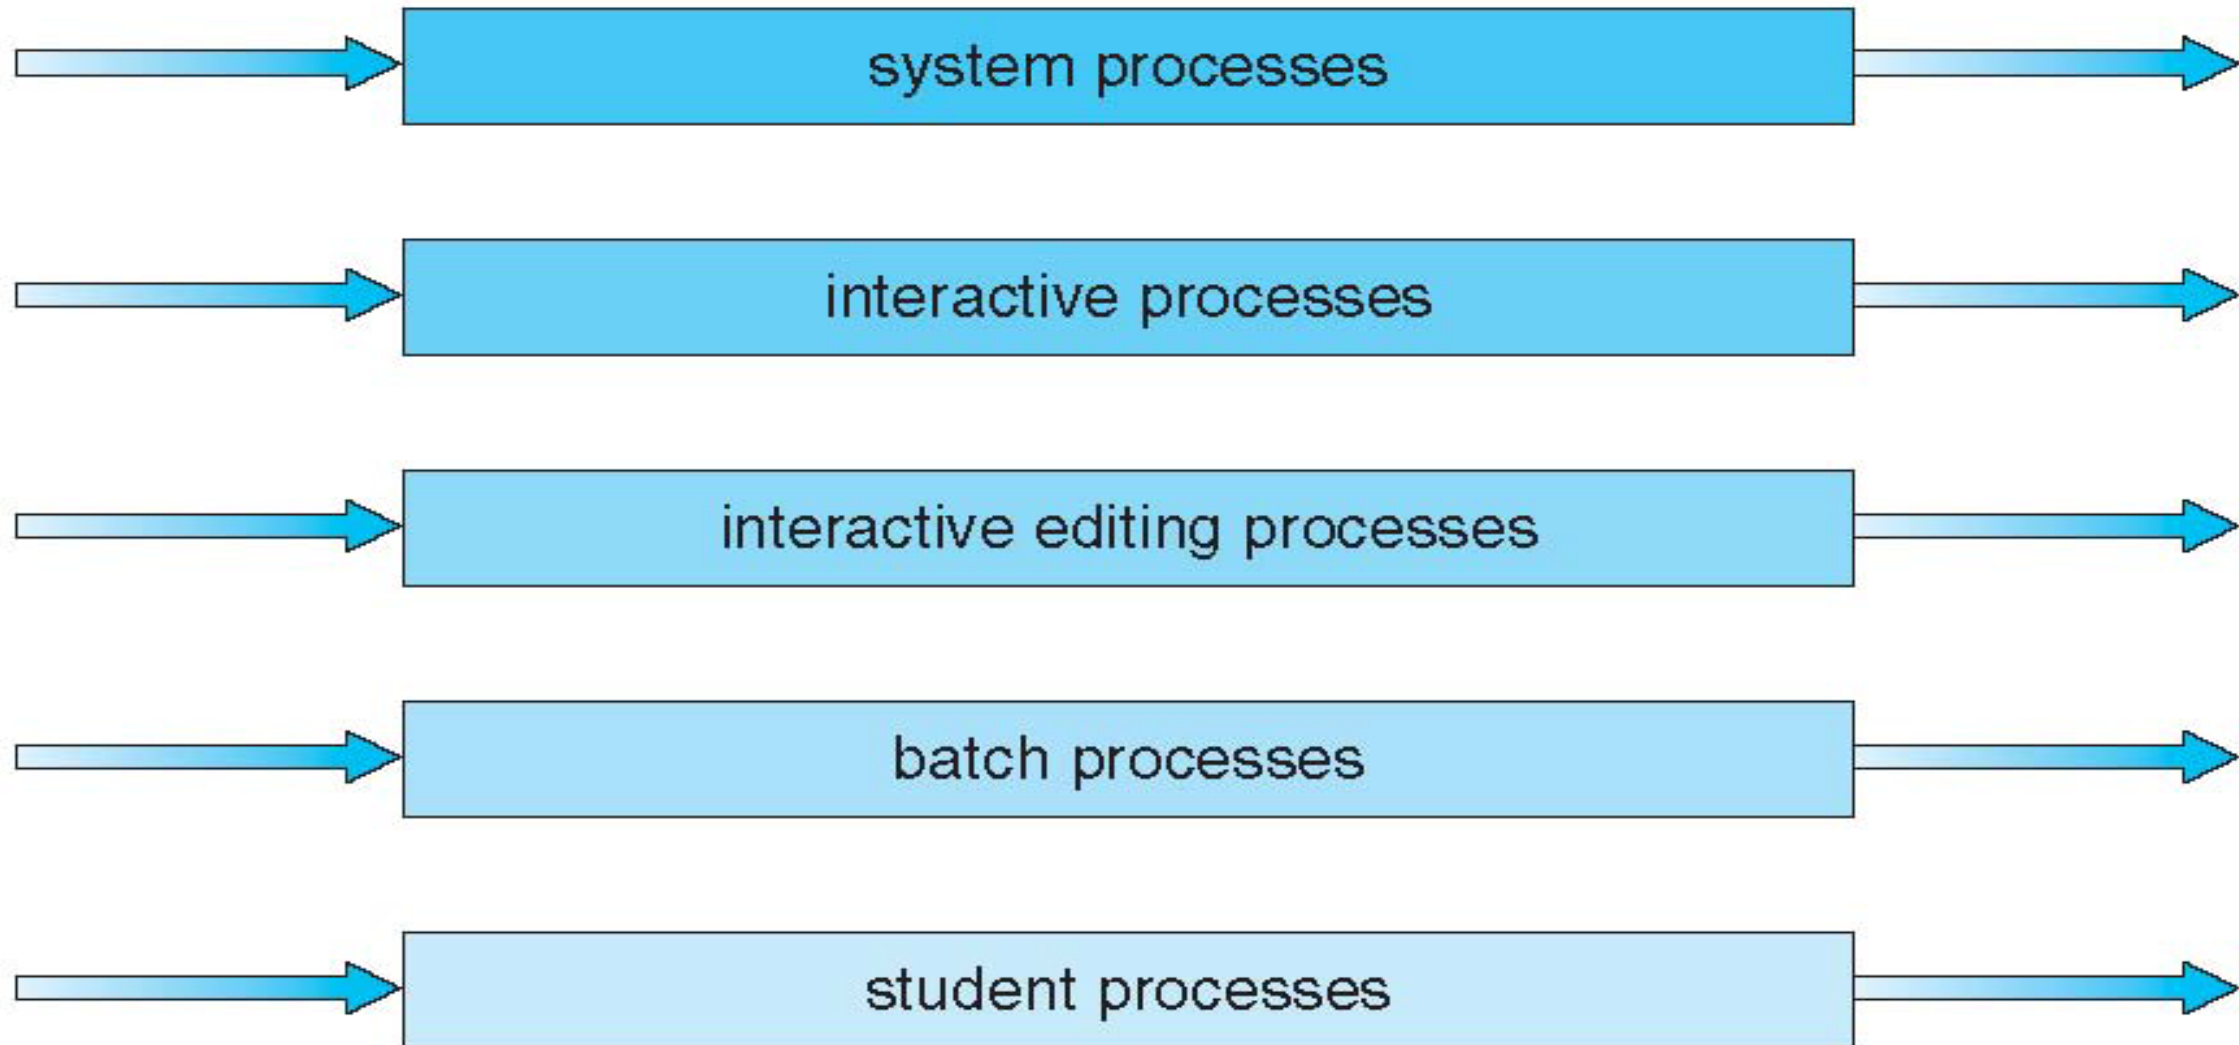 system processes
interactive processes
interactive editing processes
batch processes
student processes